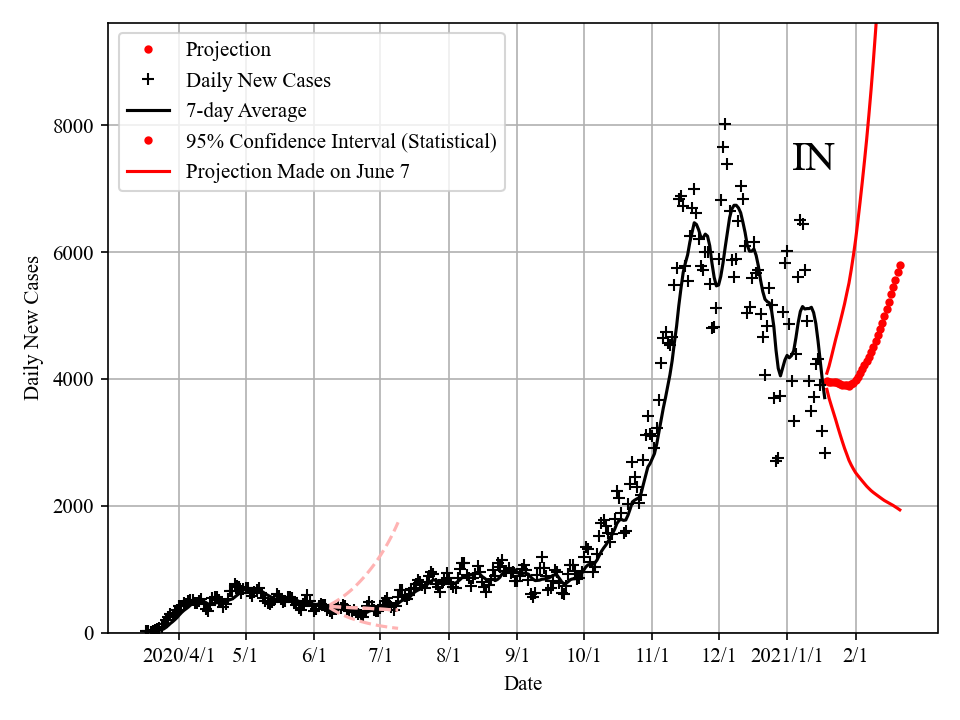 Projection
Daily New Cases
7-day Average
95% Confidence Interval (Statistical)
Projection Made on June 7
IN
Daily New Cases
8000
6000
4000
2000
0
2020/4/1 5/1 6/1 7/1 8/1 9/1 10/1 11/1 12/1 2021/1/1 2/1
Date